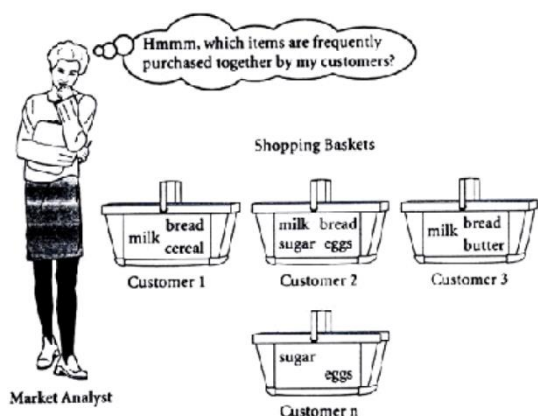 Hmmm, which items are frequently
purchased together by my customers?
Shopping Baskets
milk bread
cereal
Customer 1
milk bread
sugar eggs
Customer 2
milk bread
butter
Customer 3
sugar
eggs
Customer n
Market Analyst